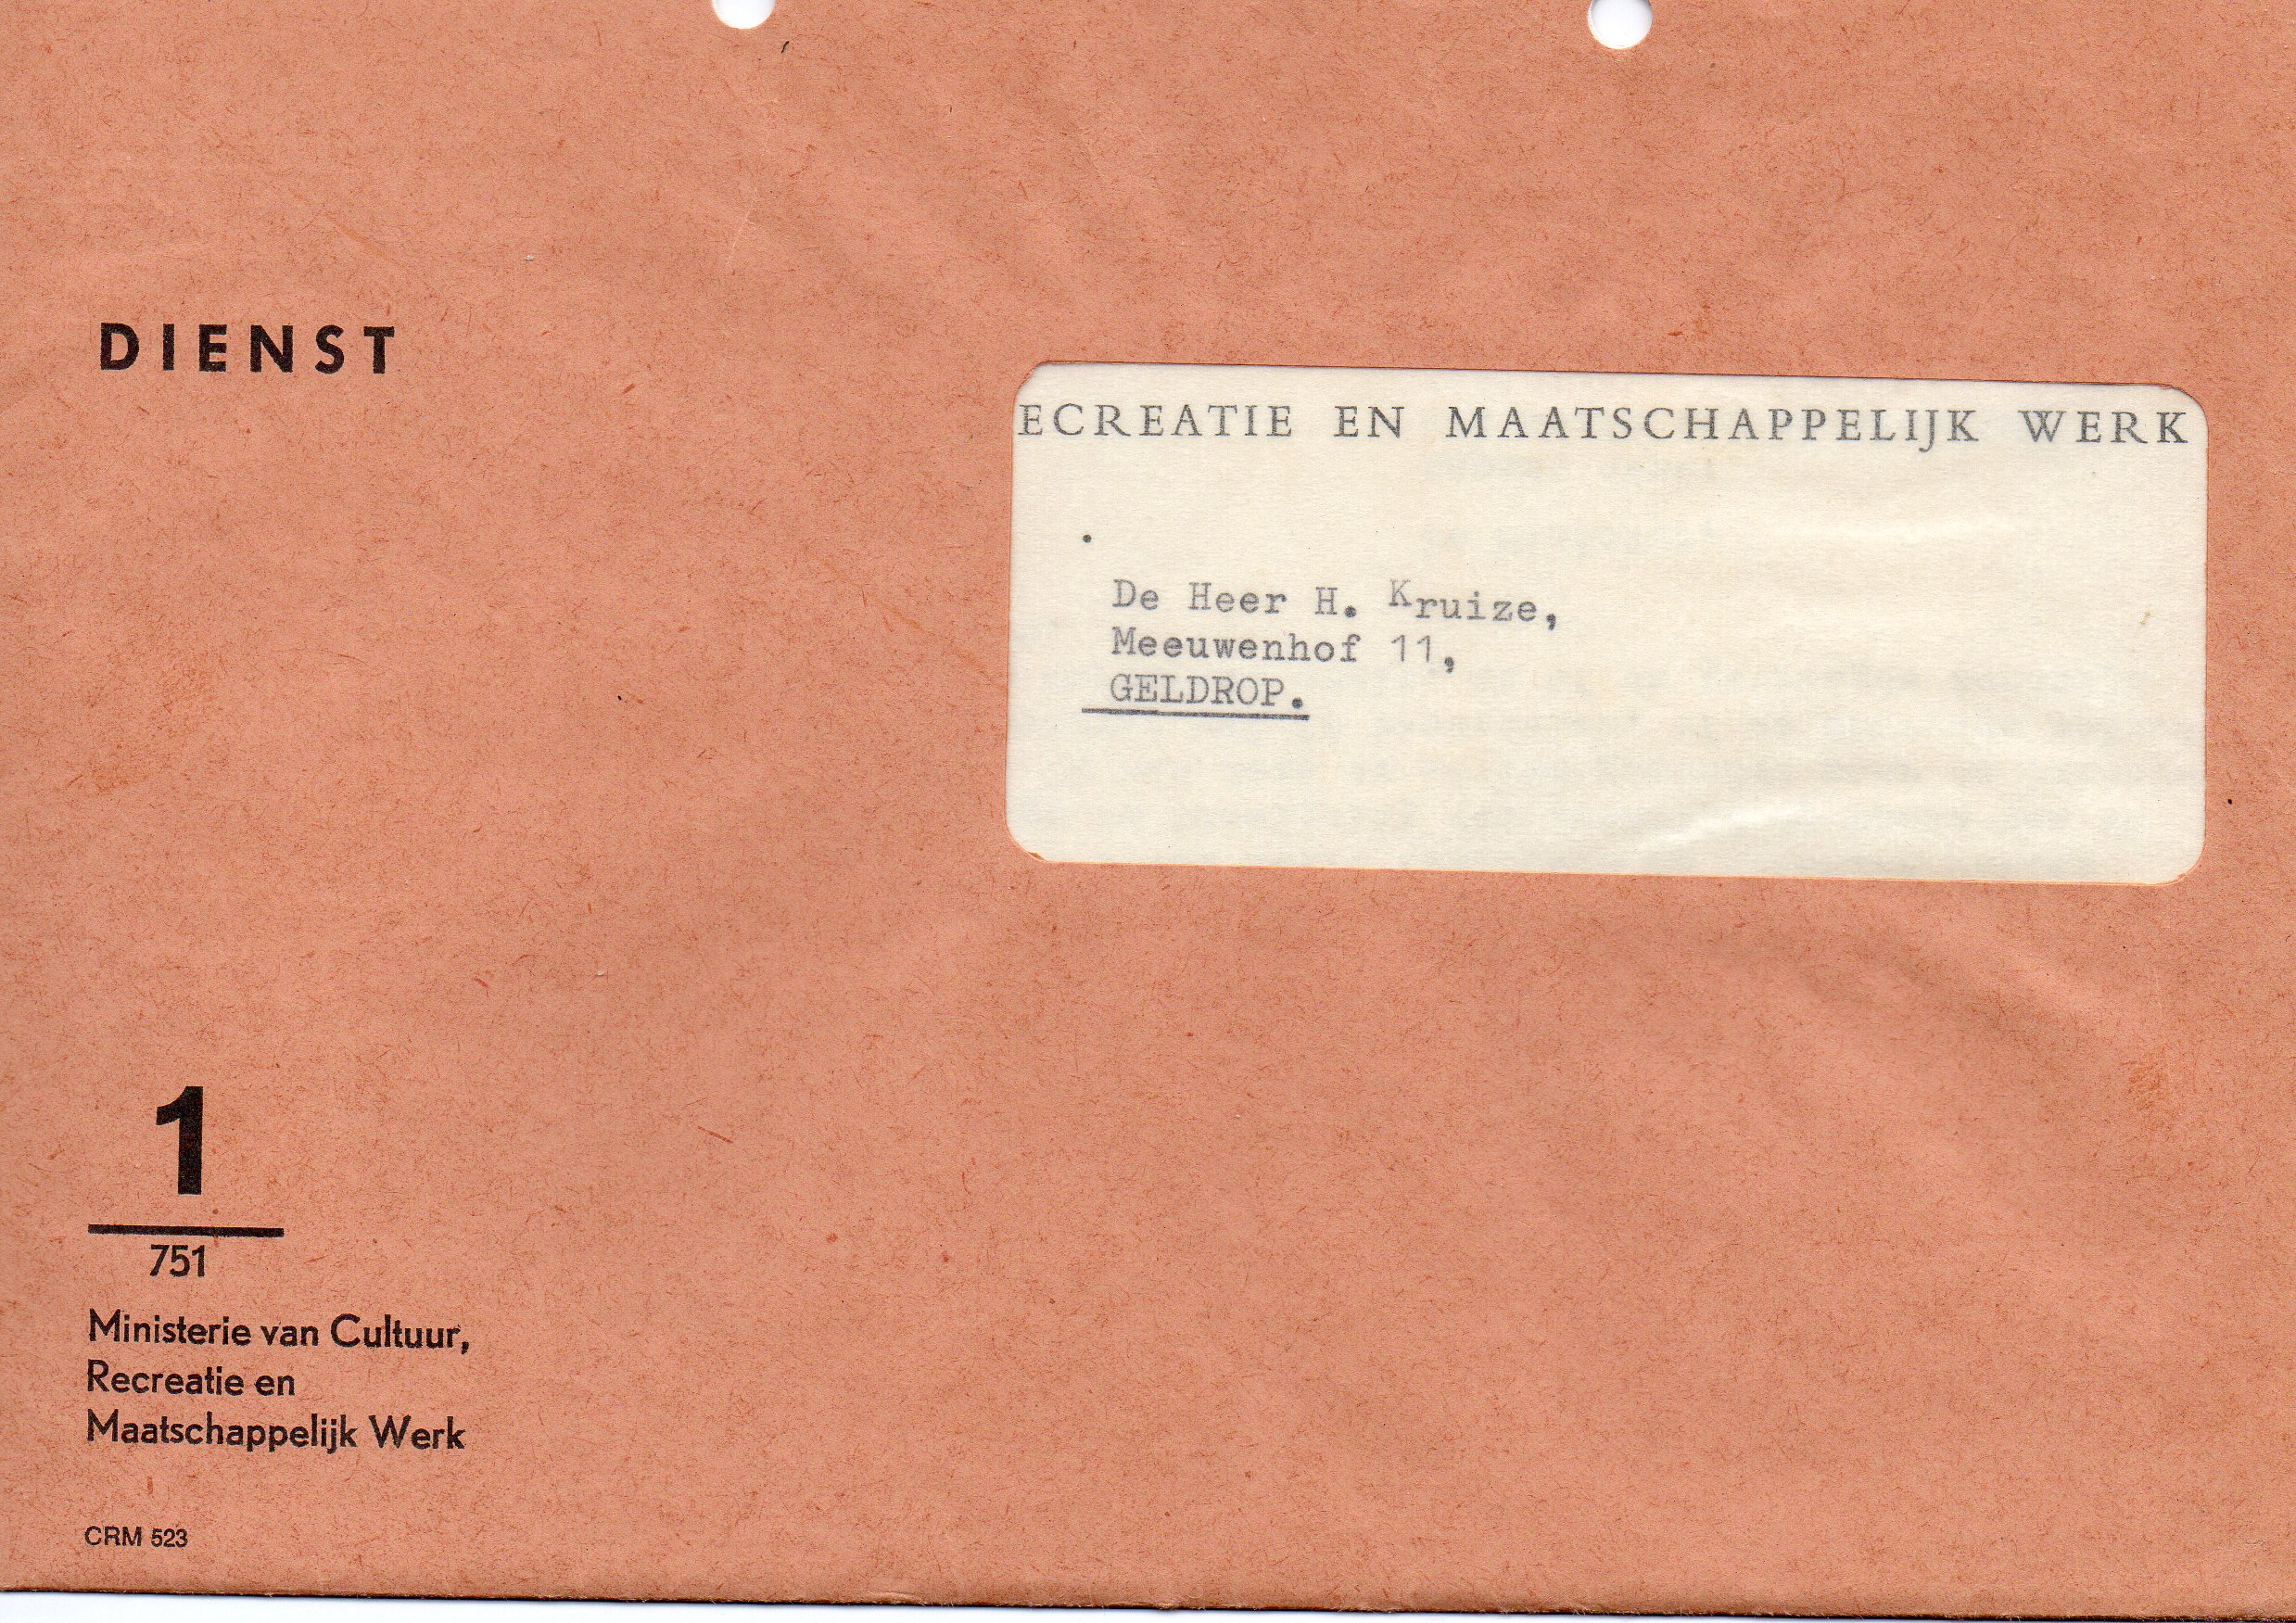 DIENST
ECREATIE EN MAATSCHAPPELIJK WERK
De Heer H. Kruize,
Meeuwenhof 11,
GELDROP.
1
751
Ministerie van Cultuur,
Recreatie en
Maatschappelijk Werk
CRM 523